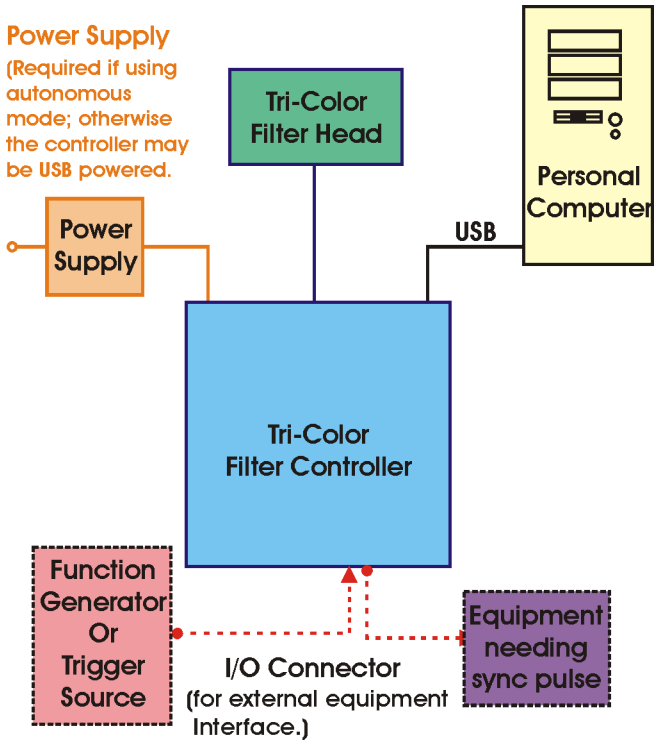 Power Supply
(Required if using
autonomous
mode; otherwise
the controller may
be USB powered.
Tri-Color
Filter Head
Personal
Computer
Power
Supply
USB
Tri-Color
Filter Controller
Function
Generator
Or
Trigger
Source
I/O Connector
(for external equipment
Interface.)
Equipment
needing
sync pulse